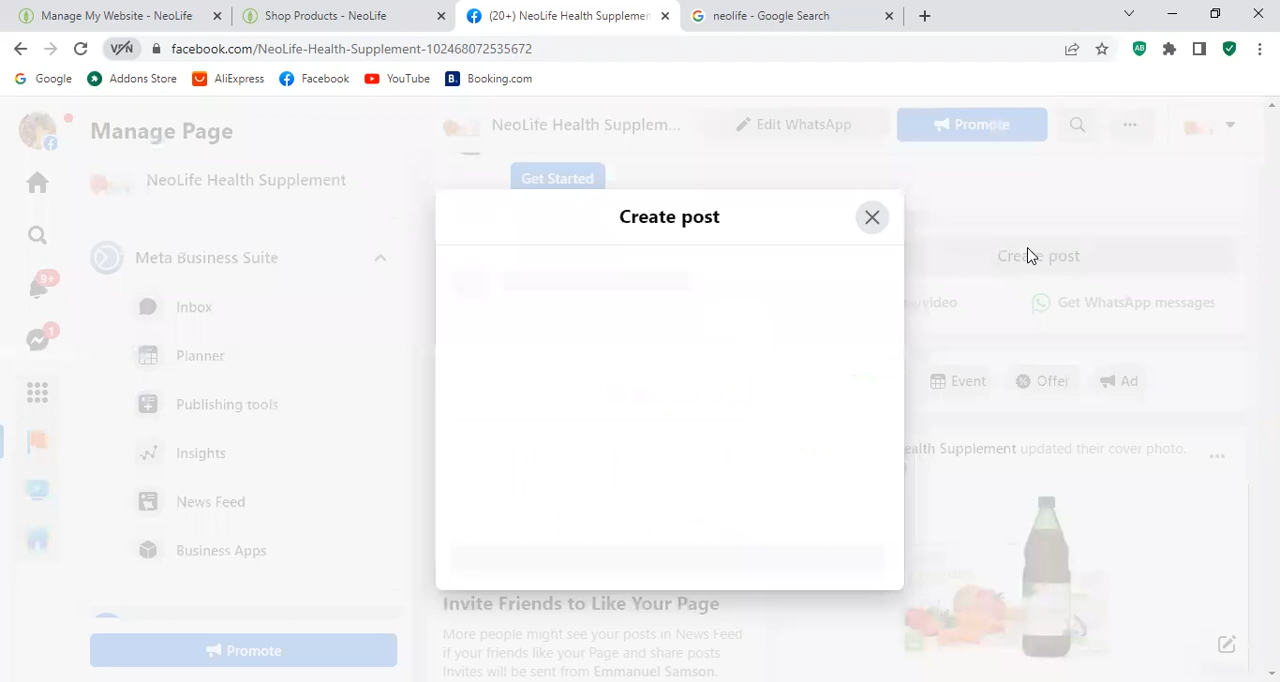 Manage My Website - NeoLife
Shop Products - NeoLife
(20+) NeoLife Health Supplemen
neolife - Google Search
VPN
facebook.com/NeoLife-Health-Supplement-102468072535672
Google
Addons Store
AliExpress
Facebook
YouTube
B. Booking.com
Manage Page
NeoLife Health Supplem...
Edit WhatsApp
Promote
NeoLife Health Supplement
Get Started
Create post
Create post
Meta Business Suite
9+
Inbox
video
Get WhatsApp messages
1
Planner
Event
Offer
Ad
Publishing tools
Insights
ealth Supplement updated their cover photo.
News Feed
Business Apps
Invite Friends to Like Your Page
More people might see your posts in News Feed
if your friends like your Page and share posts
Invites will be sent from Emmanuel Samson.
Promote